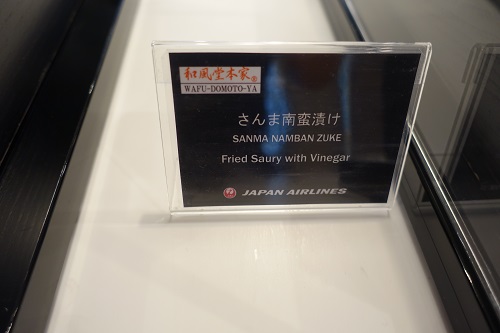 和風堂本家®
WAFU-DOMOTO-YA
さんま南蛮漬け
SANMA NAMBAN ZUKE
Fried Saury with Vinegar
JAPAN AIRLINES